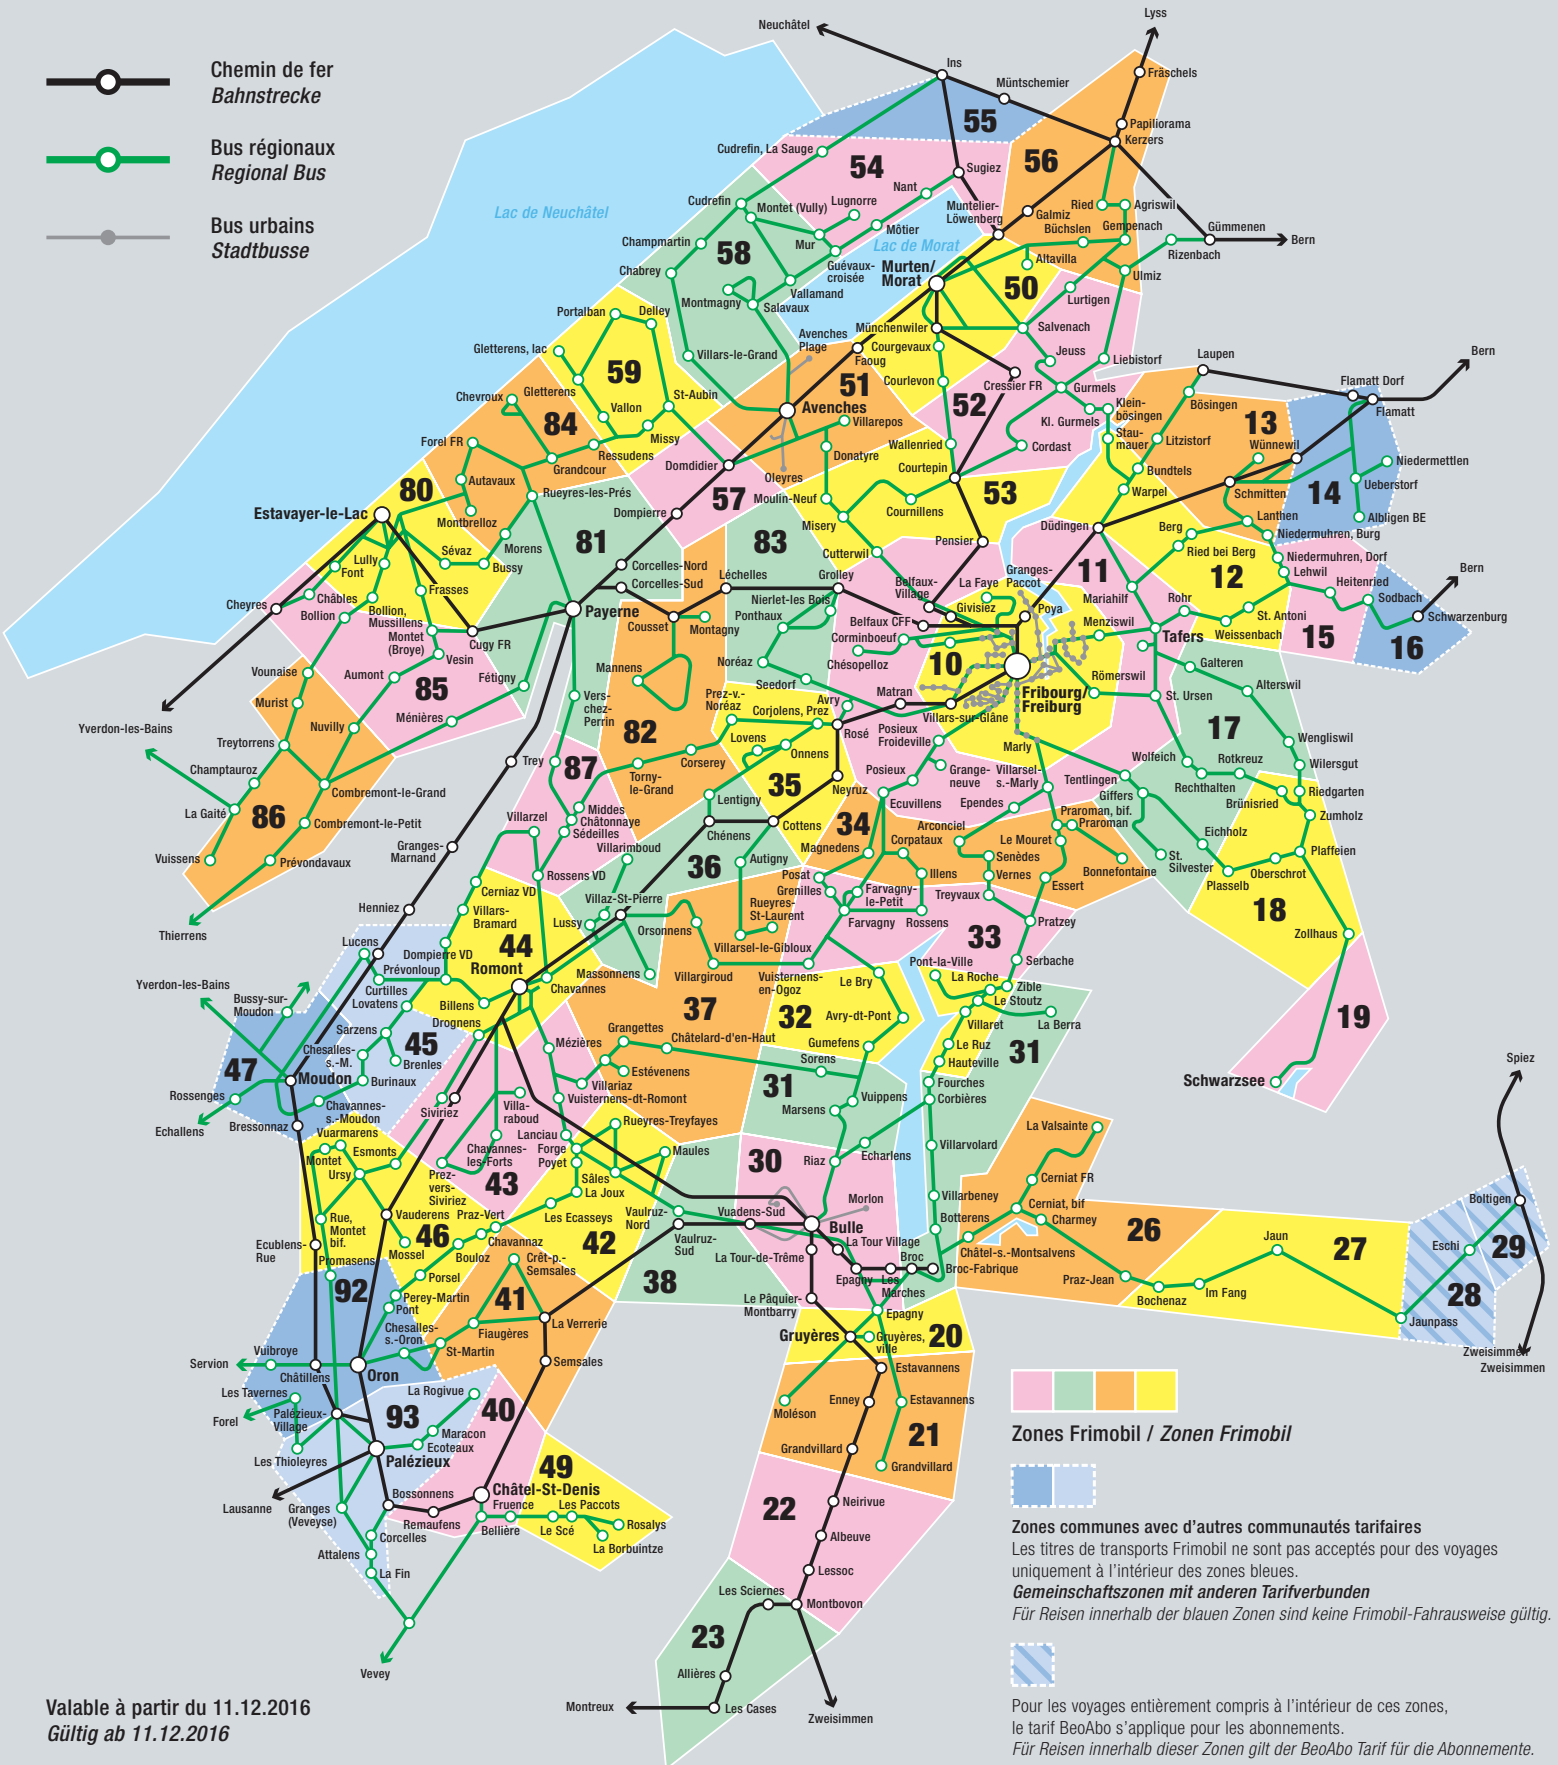 Chemin de fer
Bahnstrecke
Bus régionaux
Regional Bus
Bus urbains
Stadtbusse
Lac de Neuchâtel
Lac de Morat
Neuchâtel
Lyss
Ins
Müntschemier
Fräschels
Papiliorama
Kerzers
55
56
54
Cudrefin, La Sauge
Sugiez
Nant
Lugnorre
Cudrefin
Montet (Vully)
Muntelier-
Löwenberg
Galmiz
Ried
Agriswil
Büchslen
Gempenach
Gümmenen
Bern
Rizenbach
Champmartin
58
Mur
Môtier
Chabrey
Guévaux-
croisée
Murten/
Morat
Altavilla
50
Ulmiz
Lurtigen
Montmagny
Vallamand
Salavaux
Portalban
Delley
Münchenwiler
Salvenach
Avenches
Plage
Courgevaux
Faoug
Jeuss
Liebistorf
Laupen
Bern
Gletterens, lac
Villars-le-Grand
59
51
Courlevon
Cressier FR
52
Gurmels
Flamatt Dorf
Flamatt
Chevroux
Gletterens
St-Aubin
Avenches
Villarepos
Klein-
bösingen
Bösingen
13
84
Vallon
Missy
Kl. Gurmels
Stau-
mauer
Litzistorf
Wünnewil
Forel FR
Ressudens
Donatyre
Wallenried
Cordast
Grandcour
Domdidier
Oleyres
Courtepin
Bundtels
Niedermettlen
Autavaux
80
Rueyres-les-Prés
57
Moulin-Neuf
53
Warpel
Schmitten
14
Ueberstorf
Estavayer-le-Lac
Montbrelloz
Dompierre
Misery
Cournillens
Düdingen
Lanthen
Albligen BE
Morens
81
83
Cutterwil
Pensier
Berg
Niedermuhren, Burg
Sévaz
Bussy
Lully
Font
Corcelles-Nord
Corcelles-Sud
Léchelles
Grolley
Ried bei Berg
12
Niedermuhren, Dorf
Lehwil
Bern
11
Granges-
Paccot
La Faye
Belfaux-
Village
Heitenried
Frasses
Châbles
Cheyres
Bollion
Bollion,
Mussillens
Payerne
Nierlet-les Bois
Ponthaux
Givisiez
Poya
Mariahilf
Rohr
St. Antoni
Sodbach
Schwarzenburg
Montet
(Broye)
Cugy FR
Cousset
Montagny
Belfaux CFF
Corminboeuf
Menziswil
Tafers
Weissenbach
15
16
Vesin
Aumont
Vounaise
85
Fétigny
Mannens
Noréaz
Chésopelloz
10
Galteren
Murist
Seedorf
Römerswil
St. Ursen
Alterswil
Ménières
Nuvilly
Vers-
chez-
Perrin
Prez-v.-
Noréaz
Avry
Matran
Fribourg/
Freiburg
Corjolens, Prez
Villars-sur-Glâne
17
Yverdon-les-Bains
Treytorrens
82
Lovens
Rosé
Posieux
Froideville
Marly
Wengliswil
Champtauroz
Trey
87
Corserey
Onnens
Wolfeich
Rotkreuz
Wilersgut
Torny-
le-Grand
35
Posieux
Grange-
neuve
Villarsel-
s.-Marly
Tentlingen
Rechthalten
Riedgarten
La Gaité
Combremont-le-Grand
Neyruz
Giffers
Brünisried
86
Middes
Châtonnaye
Lentigny
Ecuvillens
Ependes
Praroman, bif.
Praroman
Zumholz
Combremont-le-Petit
Villarzel
Sédeilles
Cottens
34
Arconciel
Le Mouret
Eichholz
Villarimboud
Chénens
Corpataux
Plaffeien
Vuissens
Prévondavaux
Granges-
Marnand
36
Autigny
Magnedens
Senèdes
Bonnefontaine
St.
Silvester
Oberschrot
Rossens VD
Posat
Illens
Vernes
Plasselb
Cerniaz VD
Villaz-St-Pierre
Grenilles
Farvagny-
le-Petit
Treyvaux
Essert
18
Thierrens
Henniez
Villars-
Bramard
Rueyres-
St-Laurent
Farvagny
Rossens
Pratzey
Zollhaus
Lussy
Orsonnens
33
Lucens
44
Dompierre VD
Villarsel-le-Gibloux
Serbache
Romont
Prévonloup
Massonnens
Villargiroud
Vuisternens-
en-Ogoz
Le Bry
Pont-la-Ville
La Roche
Yverdon-les-Bains
Chavannes
Zible
Bussy-sur-
Moudon
Curtilles
Lovatens
Billens
37
32
Avry-dt-Pont
Le Stoutz
Drognens
Grangettes
Villaret
La Berra
19
Sarzens
45
Mézières
Châtelard-d'en-Haut
Gumefens
Le Ruz
Chesalles-
s.-M.
Sorens
31
Hauteville
Spiez
47
Brenles
Estévenens
31
Moudon
Burinaux
Villariaz
Fourches
Schwarzsee
Rossenges
Vuisternens-dt-Romont
Vuippens
Corbières
Chavannes-
s.-Moudon
Siviriez
Villa-
raboud
Marsens
Echallens
Bressonnaz
Rueyres-Treyfayes
La Valsainte
Vuarmarens
Lanciau
Villarvolard
Esmonts
Chavannes-
les-Forts
Forge
Maules
Echarlens
Montet
Poyet
30
Riaz
Ursy
Sâles
Cerniat FR
Prez-
vers-
Siviriez
43
La Joux
Morlon
Villarbeney
Boltigen
Cerniat, bif
Vauderens
Praz-Vert
Les Ecasseys
Vaulruz-
Nord
Vuadens-Sud
Botterens
Charmey
Rue,
Montet
bif.
46
Bulle
26
Ecublens-
Rue
Chavannaz
42
Vaulruz-
Sud
La Tour Village
Jaun
27
Eschi
29
Mossel
Bouloz
La Tour-de-Trême
Broc
Châtel-s.-Montsalvens
Promasens
Crêt-p.-
Semsales
Broc-Fabrique
Porsel
38
Epagny
Les
Marches
Praz-Jean
92
28
Perey-Martin
41
Le Pâquier-
Montbarry
Bochenaz
Im Fang
Pont
Epagny
Jaunpass
Chesalles-
s.-Oron
Fiaugères
La Verrerie
Gruyères
Gruyères,
ville
20
St-Martin
Zweisimmen
Servion
Vuibroye
Semsales
Zweisimmen
Châtillens
Oron
Estavannens
Les Tavernes
La Rogivue
Enney
Estavannens
Forel
Palézieux-
Village
93
40
Moléson
Maracon
21
Ecoteaux
Grandvillard
Les Thioleyres
Palézieux
Grandvillard
49
Châtel-St-Denis
Bossonnens
Fruence
Les Paccots
22
Neirivue
Lausanne
Granges
(Veveyse)
Remaufens
Bellière
Le Scé
Rosalys
Corcelles
La Borbuintze
Albeuve
Attalens
La Fin
Lessoc
Les Sciernes
Montbovon
23
Vevey
Allières
Montreux
Les Cases
Zweisimmen
Zones Frimobil / Zonen Frimobil
Zones communes avec d'autres communautés tarifaires
Les titres de transports Frimobil ne sont pas acceptés pour des voyages
uniquement à l'intérieur des zones bleues.
Gemeinschaftszonen mit anderen Tarifverbunden
Für Reisen innerhalb der blauen Zonen sind keine Frimobil-Fahrausweise gültig.
Pour les voyages entièrement compris à l'intérieur de ces zones,
le tarif BeoAbo s'applique pour les abonnements.
Für Reisen innerhalb dieser Zonen gilt der BeoAbo Tarif für die Abonnemente.
Valable à partir du 11.12.2016
Gültig ab 11.12.2016